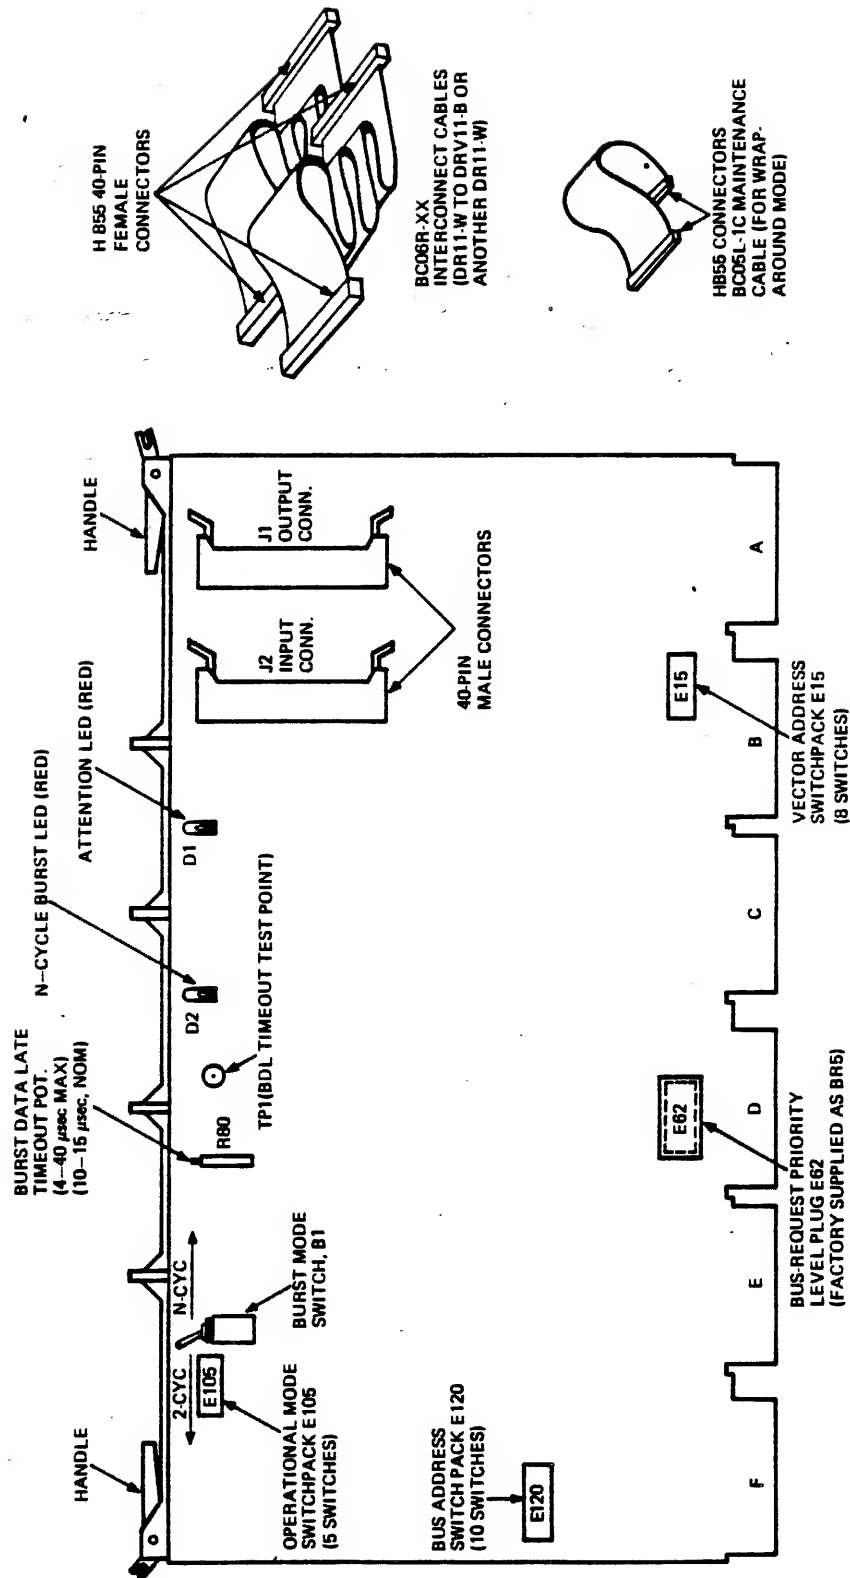 H 855 40-PIN
FEMALE
CONNECTORS
BC06R-XX
INTERCONNECT CABLES
(DR11-W TO DRV11-B OR
ANOTHER DR11-W)
H855 CONNECTORS
BC05L-1C MAINTENANCE
CABLE (FOR WRAP-
AROUND MODE)
HANDLE
BURST DATA LATE
TIMEOUT POT.
(4–40 μsec MAX)
(10–15 μsec, NOM)
N–CYCLE BURST LED (RED)
ATTENTION LED (RED)
HANDLE
2-CYC
N-CYC
E105
OPERATIONAL MODE
SWITCHPACK E105
(5 SWITCHES)
BURST MODE
SWITCH, B1
R80
TP1(BDL TIMEOUT TEST POINT)
D2
D1
J2
INPUT
CONN.
J1
OUTPUT
CONN.
40-PIN
MALE CONNECTORS
BUS ADDRESS
SWITCH PACK E120
(10 SWITCHES)
E120
E62
E15
F
E
D
C
B
A
BUS-REQUEST PRIORITY
LEVEL PLUG E62
(FACTORY SUPPLIED AS BR5)
VECTOR ADDRESS
SWITCHPACK E15
(8 SWITCHES)